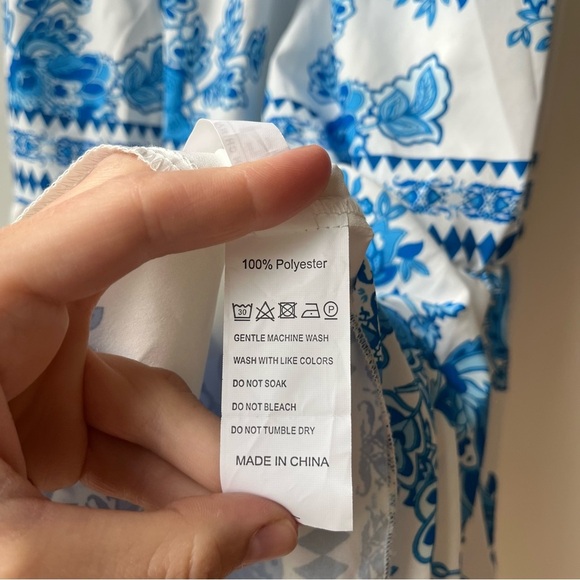 100% Polyester
30 P
GENTLE MACHINE WASH
WASH WITH LIKE COLORS
DO NOT SOAK
DO NOT BLEACH
DO NOT TUMBLE DRY
MADE IN CHINA